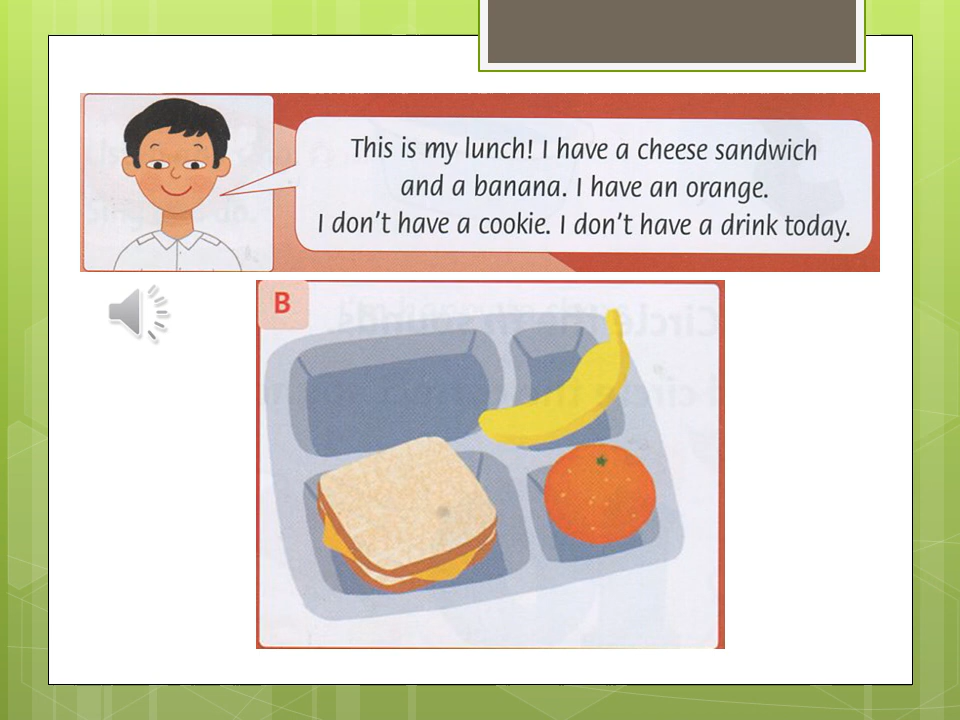 This is my lunch! I have a cheese sandwich
and a banana. I have an orange.
I don't have a cookie. I don't have a drink today.
B